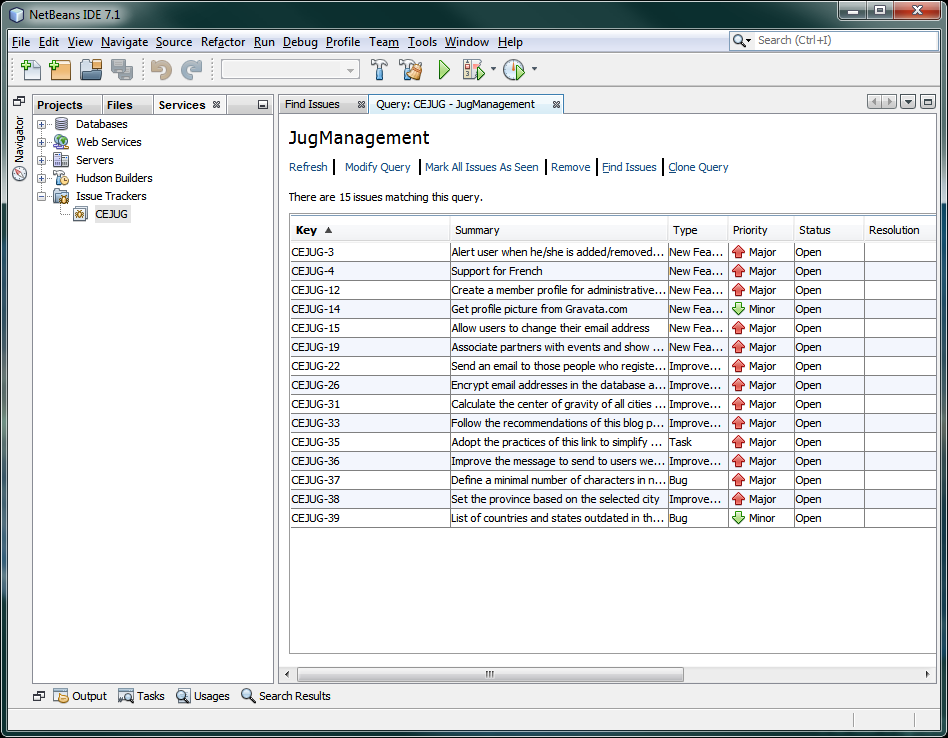 NetBeans IDE 7.1
File Edit View Navigate Source Refactor Run Debug Profile Team Tools Window Help Search (Ctrl+I)
Projects Files Services Find Issues Query: CEJUG - JugManagement
Navigator
Databases
Web Services
Servers
Hudson Builders
Issue Trackers
CEJUG
JugManagement
Refresh Modify Query Mark All Issues As Seen Remove Find Issues Clone Query
There are 15 issues matching this query.
Key Summary Type Priority Status Resolution
CEJUG-3 Alert user when he/she is added/removed... New Fea... Major Open
CEJUG-4 Support for French New Fea... Major Open
CEJUG-12 Create a member profile for administrative... New Fea... Major Open
CEJUG-14 Get profile picture from Gravata.com New Fea... Minor Open
CEJUG-15 Allow users to change their email address New Fea... Major Open
CEJUG-19 Associate partners with events and show ... New Fea... Major Open
CEJUG-22 Send an email to those people who registe... Improve... Major Open
CEJUG-26 Encrypt email addresses in the database a... Improve... Major Open
CEJUG-31 Calculate the center of gravity of all cities ... Improve... Major Open
CEJUG-33 Follow the recommendations of this blog p... Improve... Major Open
CEJUG-35 Adopt the practices of this link to simplify ... Task Major Open
CEJUG-36 Improve the message to send to users we... Improve... Major Open
CEJUG-37 Define a minimal number of characters in n... Bug Major Open
CEJUG-38 Set the province based on the selected city Improve... Major Open
CEJUG-39 List of countries and states outdated in th... Bug Minor Open
Output Tasks Usages Search Results